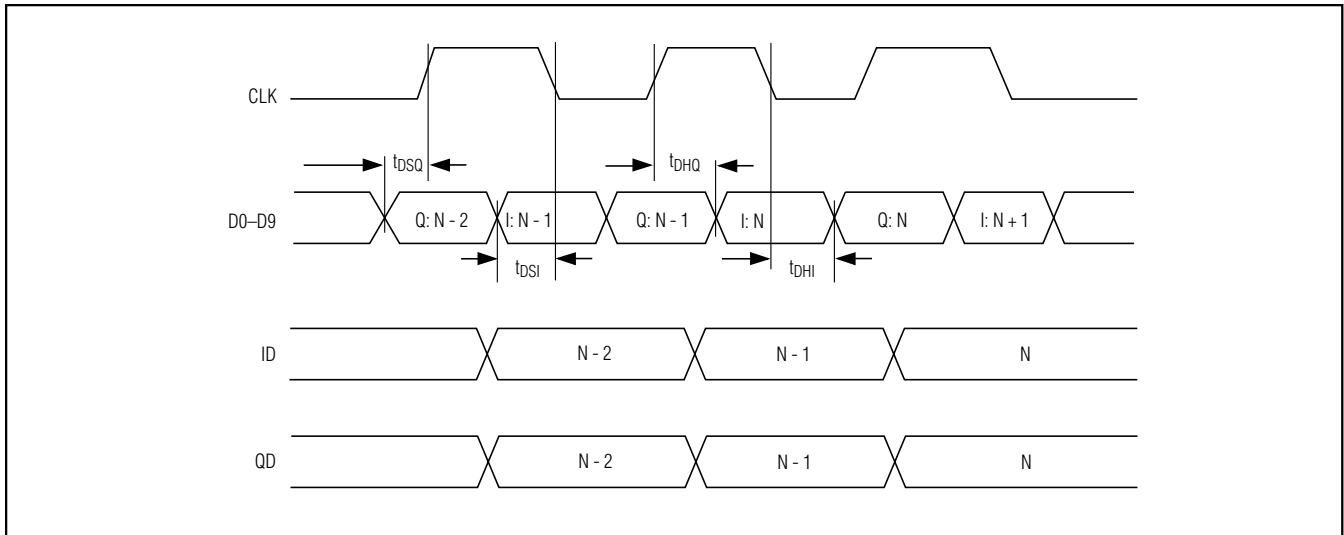 CLK
tDSQ
tDHQ
D0–D9
Q: N - 2
I: N - 1
Q: N - 1
I: N
Q: N
I: N + 1
tDSI
tDHI
ID
N - 2
N - 1
N
QD
N - 2
N - 1
N